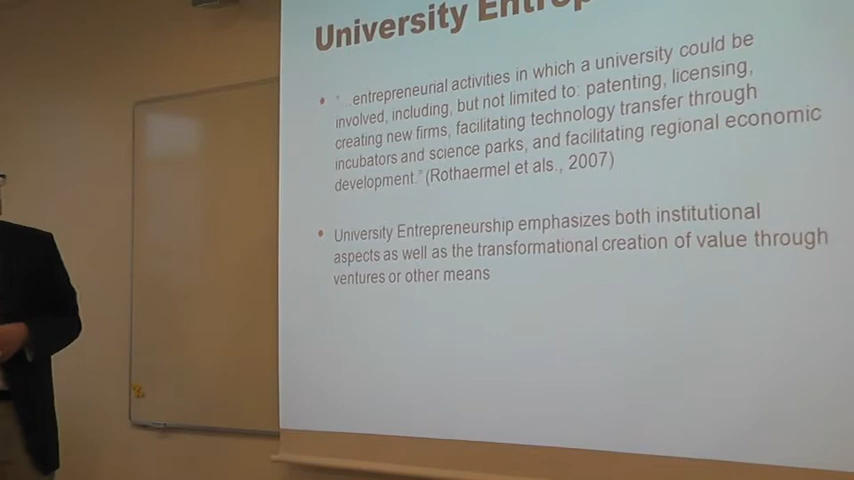 University Entrep
• "...entrepreneurial activities in which a university could be
involved, including, but not limited to: patenting, licensing,
creating new firms, facilitating technology transfer through
incubators and science parks, and facilitating regional economic
development." (Rothaermel et als., 2007)
• University Entrepreneurship emphasizes both institutional
aspects as well as the transformational creation of value through
ventures or other means